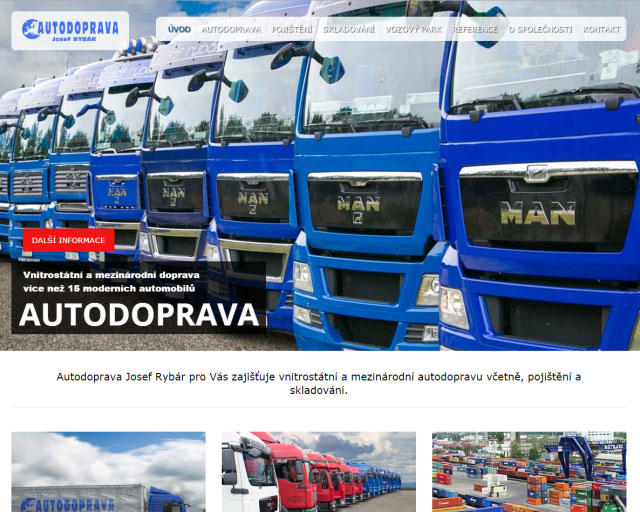 AUTODOPRAVA
Josef RYBÁR
ÚVOD AUTODOPRAVA POJIŠTĚNÍ SKLADOVÁNÍ VOZOVÝ PARK REFERENCE O SPOLEČNOSTI KONTAKT
MAN
MAN
MAN
MAN
MAN
DALŠÍ INFORMACE
Vnitrostátní a mezinárodní doprava
více než 15 moderních automobilů
AUTODOPRAVA
Autodoprava Josef Rybár pro Vás zajišťuje vnitrostátní a mezinárodní autodopravu včetně, pojištění a
skladování.
AUTODOPRAVA